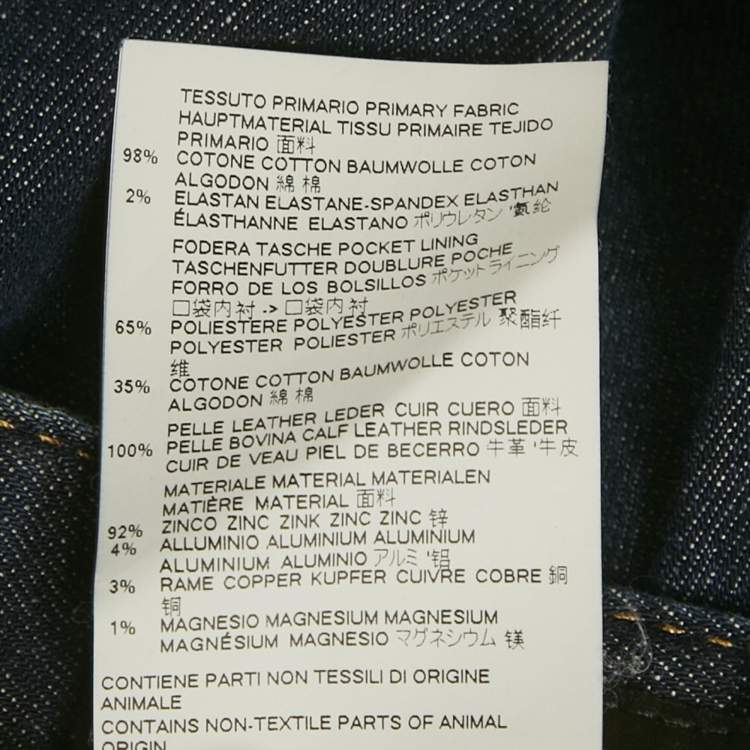 TESSUTO PRIMARIO PRIMARY FABRIC
HAUPTMATERIAL TISSU PRIMAIRE TEJIDO
PRIMARIO 面料
98% COTONE COTTON BAUMWOLLE COTON
ALGODON 綿 棉
2% ELASTAN ELASTANE-SPANDEX ELASTHAN
ÉLASTHANNE ELASTANO ポリウレタン '氨纶
FODERA TASCHE POCKET LINING
TASCHENFUTTER DOUBLURE POCHE
FORRO DE LOS BOLSILLOS ポケットライニング
口袋内衬 -> 口袋内衬
65% POLIESTERE POLYESTER POLYESTER
POLYESTER POLIESTER ポリエステル 聚酯纤
维
35% COTONE COTTON BAUMWOLLE COTON
ALGODON 綿 棉
PELLE LEATHER LEDER CUIR CUERO 面料
100% PELLE BOVINA CALF LEATHER RINDSLEDER
CUIR DE VEAU PIEL DE BECERRO 牛革 '牛皮
MATERIALE MATERIAL MATERIALEN
MATIÈRE MATERIAL 面料
92% ZINCO ZINC ZINK ZINC ZINC 锌
4% ALLUMINIO ALUMINIUM ALUMINIUM
ALUMINIUM ALUMINIO アルミ '铝
3% RAME COPPER KUPFER CUIVRE COBRE 銅
铜
1% MAGNESIO MAGNESIUM MAGNESIUM
MAGNÉSIUM MAGNESIO マグネシウム 镁
CONTIENE PARTI NON TESSILI DI ORIGINE
ANIMALE
CONTAINS NON-TEXTILE PARTS OF ANIMAL
ORIGIN